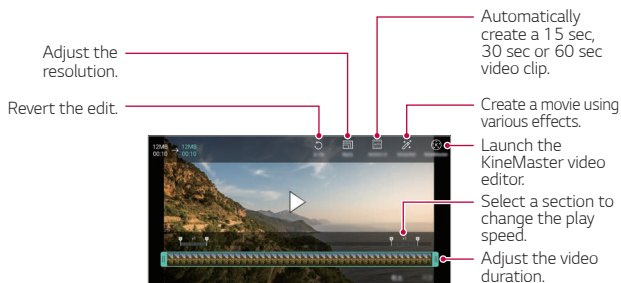 Automatically
create a 15 sec,
30 sec or 60 sec
video clip.
Adjust the
resolution.
Revert the edit.
Create a movie using
various effects.
Launch the
KineMaster video
editor.
Select a section to
change the play
speed.
Adjust the video
duration.
12MB 12MB
00:10 00:10